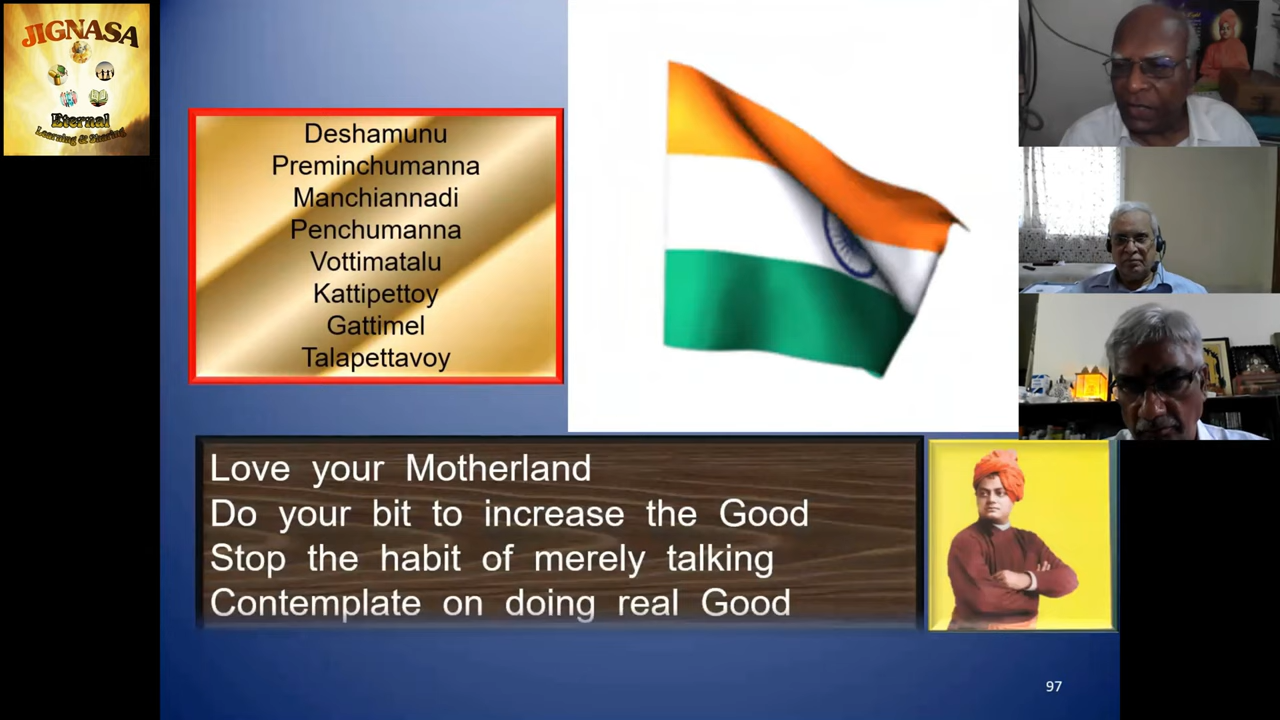 JIGNASA
Eternal
Learning & Sharing
Deshamunu
Preminchumanna
Manchiannadi
Penchumanna
Vottimatalu
Kattipettoy
Gattimel
Talapettavoy
Love your Motherland
Do your bit to increase the Good
Stop the habit of merely talking
Contemplate on doing real Good
97